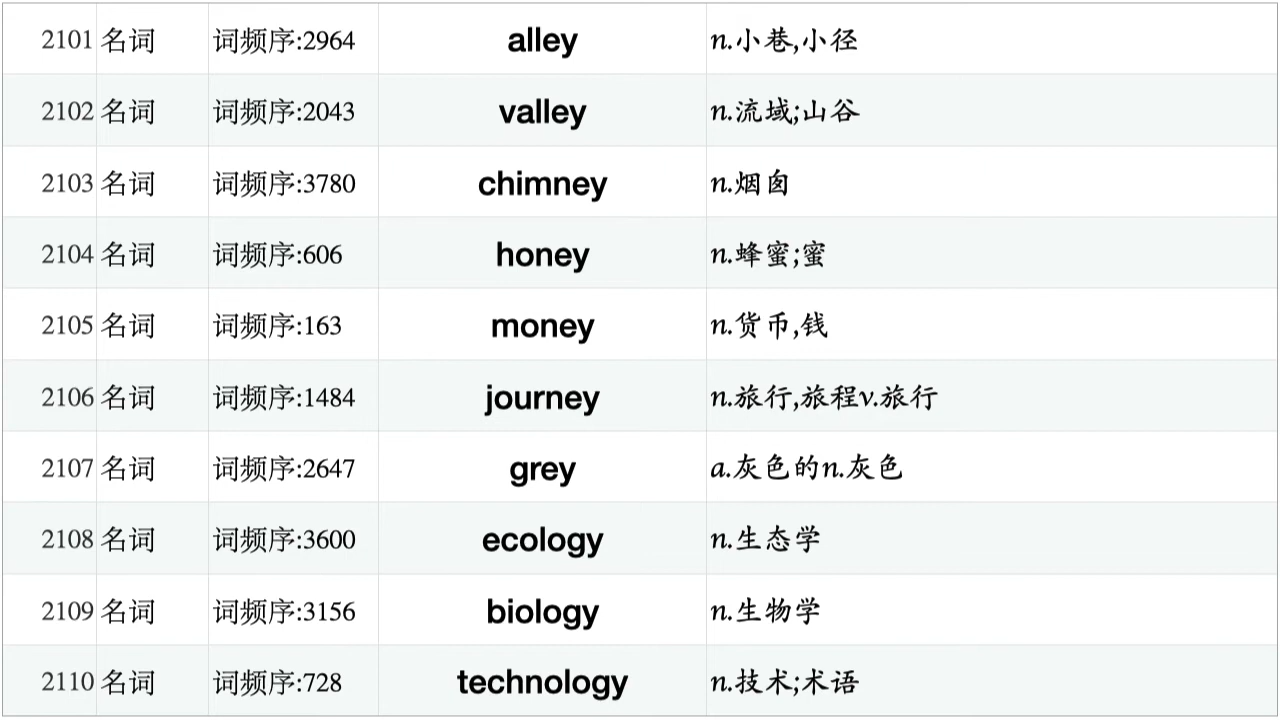 2101 名词 词频序:2964 alley n.小巷,小径
2102 名词 词频序:2043 valley n.流域;山谷
2103 名词 词频序:3780 chimney n.烟囱
2104 名词 词频序:606 honey n.蜂蜜;蜜
2105 名词 词频序:163 money n.货币,钱
2106 名词 词频序:1484 journey n.旅行,旅程v.旅行
2107 名词 词频序:2647 grey a.灰色的n.灰色
2108 名词 词频序:3600 ecology n.生态学
2109 名词 词频序:3156 biology n.生物学
2110 名词 词频序:728 technology n.技术;术语